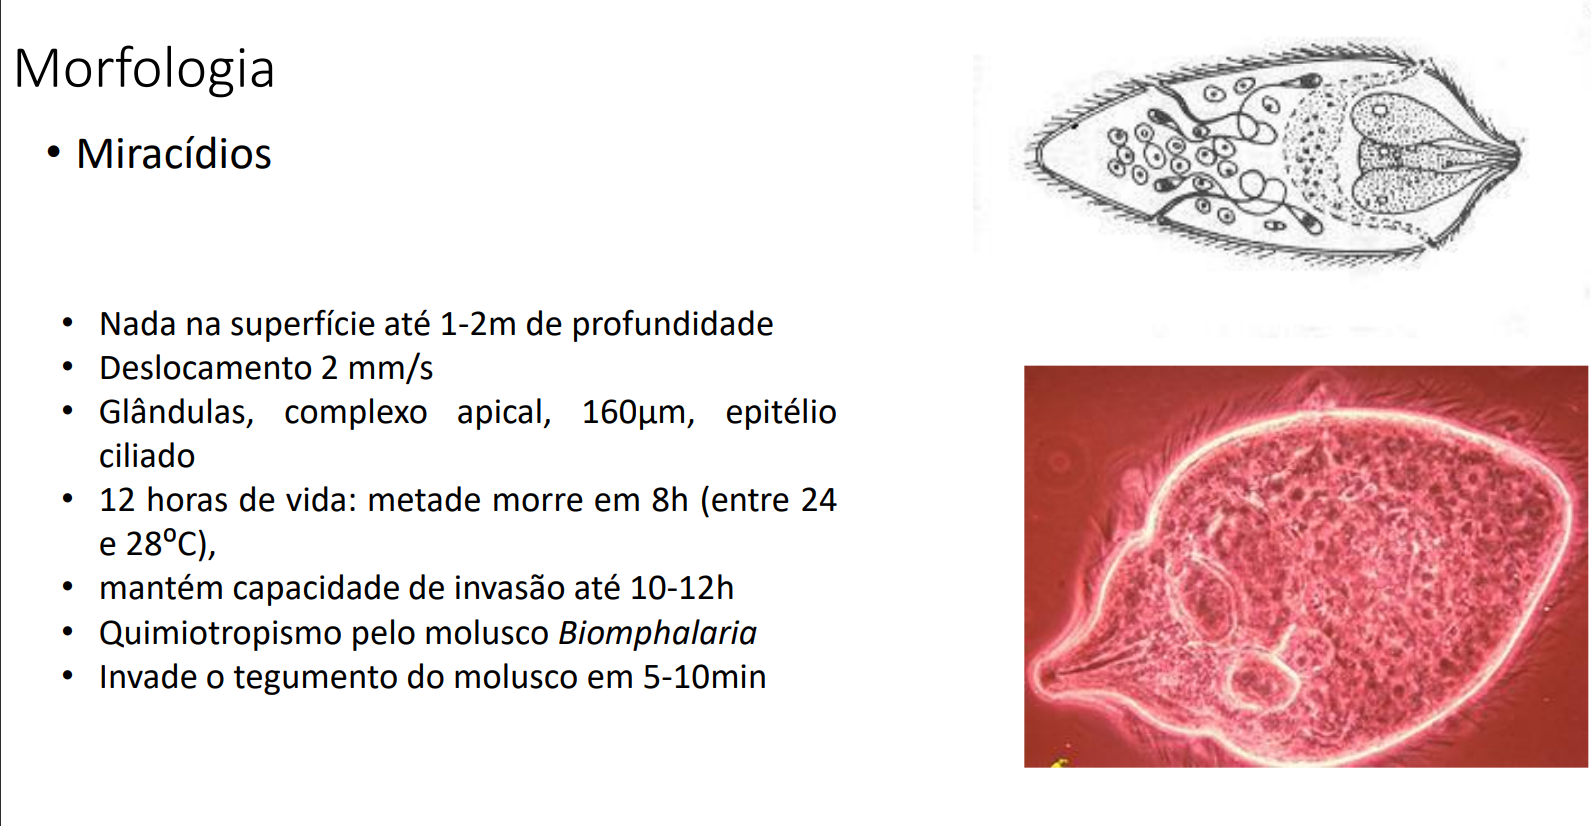 Morfologia
• Miracídios
• Nada na superfície até 1-2m de profundidade
• Deslocamento 2 mm/s
• Glândulas, complexo apical, 160µm, epitélio
ciliado
• 12 horas de vida: metade morre em 8h (entre 24
e 28ºC),
• mantém capacidade de invasão até 10-12h
• Quimiotropismo pelo molusco Biomphalaria
• Invade o tegumento do molusco em 5-10min